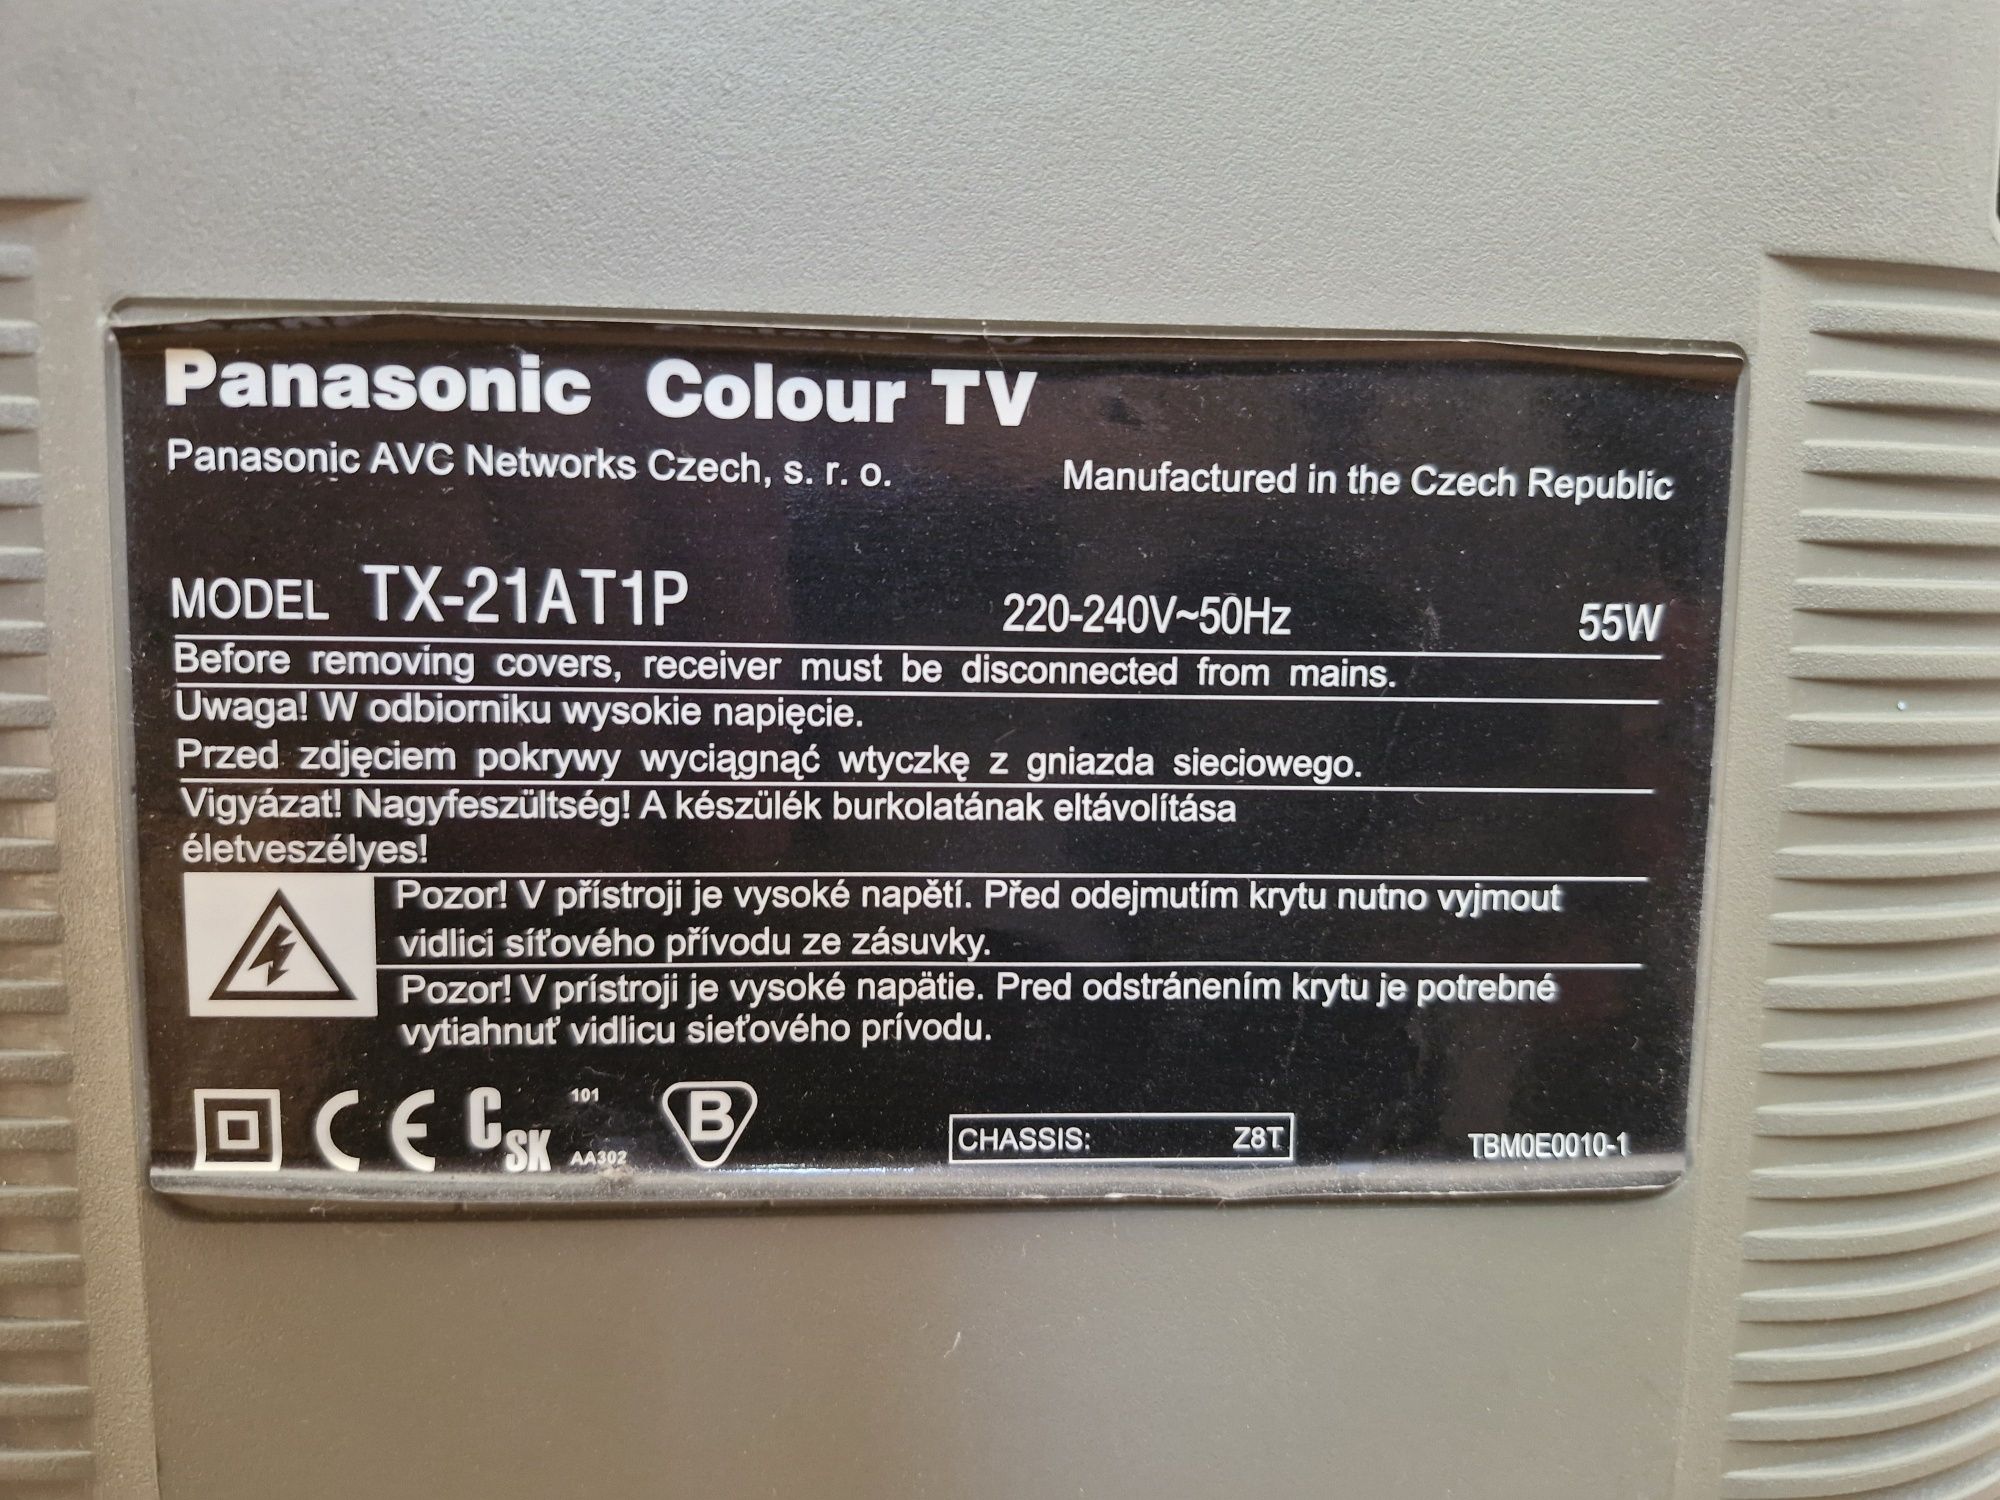 Panasonic Colour TV
Panasonic AVC Networks Czech, s. r. o. Manufactured in the Czech Republic
MODEL TX-21AT1P 220-240V~50Hz 55W
Before removing covers, receiver must be disconnected from mains.
Uwaga! W odbiorniku wysokie napięcie.
Przed zdjęciem pokrywy wyciągnąć wtyczkę z gniazda sieciowego.
Vigyázat! Nagyfeszültség! A készülék burkolatának eltávolítása
életveszélyes!
Pozor! V přístroji je vysoké napětí. Před odejmutím krytu nutno vyjmout
vidlici síťového přívodu ze zásuvky.
Pozor! V prístroji je vysoké napätie. Pred odstránením krytu je potrebné
vytiahnuť vidlicu sieťového prívodu.
CE CSK 101 AA302 B CHASSIS: Z8T TBM0E0010-1